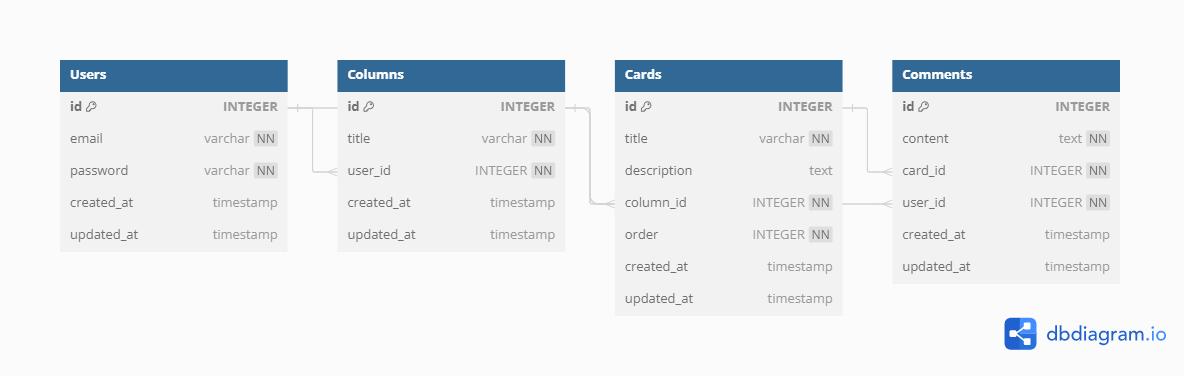 Users
id INTEGER
email varchar NN
password varchar NN
created_at timestamp
updated_at timestamp
Columns
id INTEGER
title varchar NN
user_id INTEGER NN
created_at timestamp
updated_at timestamp
Cards
id INTEGER
title varchar NN
description text
column_id INTEGER NN
order INTEGER NN
created_at timestamp
updated_at timestamp
Comments
id INTEGER
content text NN
card_id INTEGER NN
user_id INTEGER NN
created_at timestamp
updated_at timestamp
dbdiagram.io